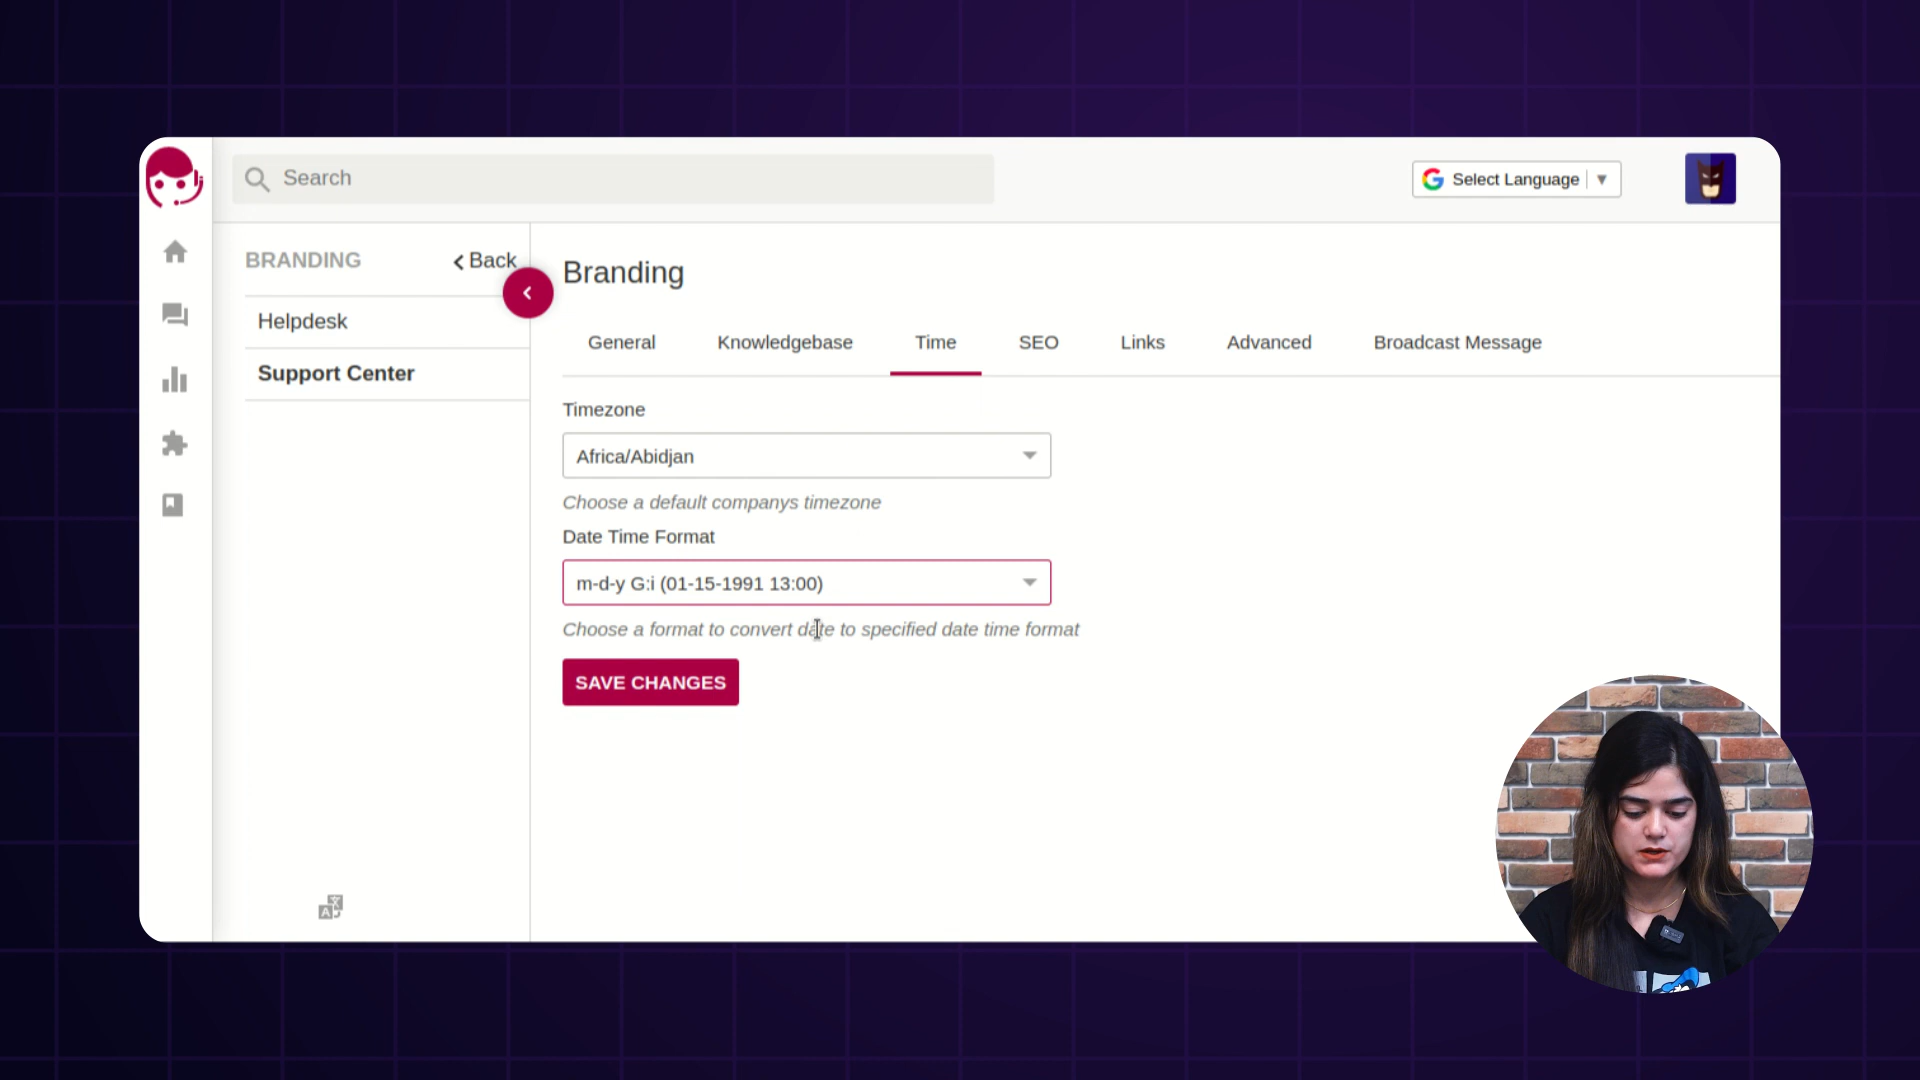 Search
Select Language ▼
BRANDING
Back
Helpdesk
Support Center
Branding
General
Knowledgebase
Time
SEO
Links
Advanced
Broadcast Message
Timezone
Africa/Abidjan
Choose a default companys timezone
Date Time Format
m-d-y G:i (01-15-1991 13:00)
Choose a format to convert date to specified date time format
SAVE CHANGES